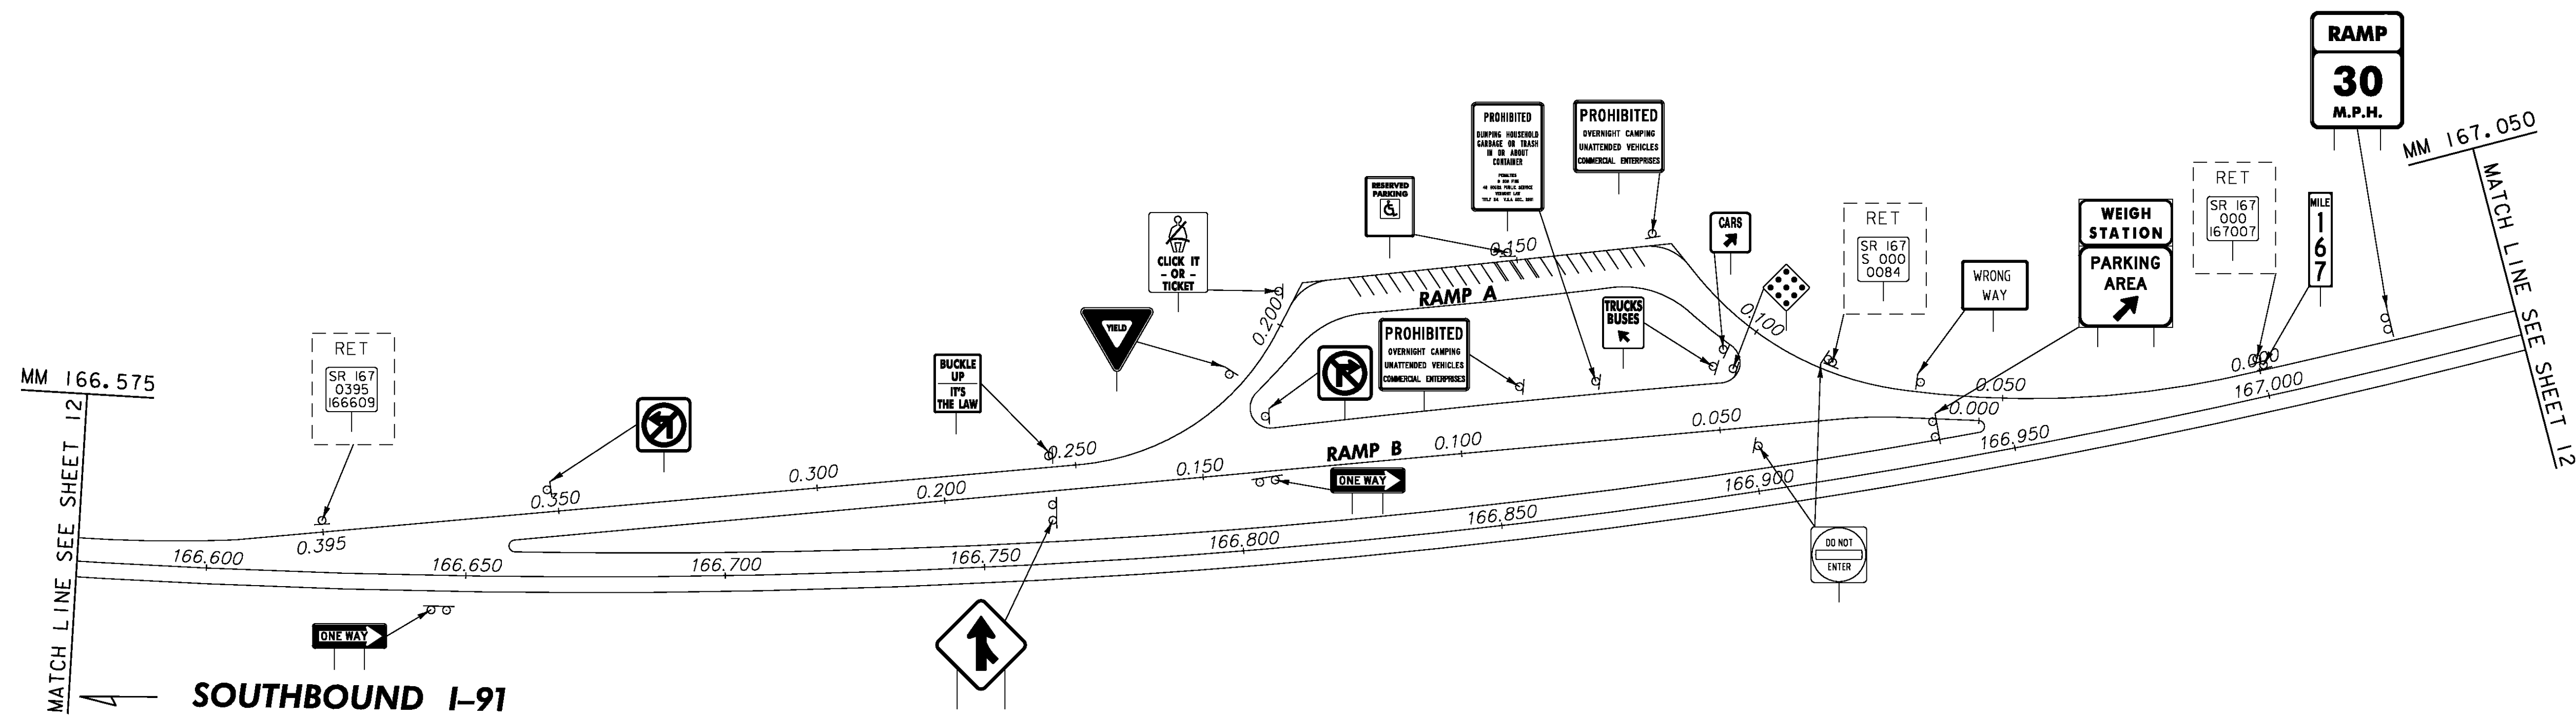 RAMP
30
M.P.H.
MM 167.050
MATCH LINE SEE SHEET 12
PROHIBITED
DUMPING HOUSEHOLD
GARBAGE OR TRASH
IN OR ABOUT
CONTAINER
PENALTIES
48 HOURS PUBLIC SERVICE
VERMONT LAW
PROHIBITED
OVERNIGHT CAMPING
UNATTENDED VEHICLES
COMMERCIAL ENTERPRISES
RESERVED
PARKING
CARS
RET
SR 167
S 000
0084
WEIGH
STATION
PARKING
AREA
RET
SR 167
000
167007
MILE
1
6
7
CLICK IT
- OR -
TICKET
0.150
WRONG
WAY
RAMP A
0.200
0.100
TRUCKS
BUSES
YIELD
PROHIBITED
OVERNIGHT CAMPING
UNATTENDED VEHICLES
COMMERCIAL ENTERPRISES
RET
SR 167
0395
166609
BUCKLE
UP
IT'S
THE LAW
MM 166.575
MATCH LINE SEE SHEET 12
0.000
167.000
0.050
0.000
166.950
0.050
0.100
RAMP B
0.150
0.200
0.250
0.300
0.350
0.395
ONE WAY
166.900
166.850
166.800
166.750
166.700
166.650
166.600
DO NOT
ENTER
ONE WAY
SOUTHBOUND I-91